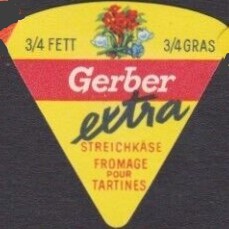 3/4 FETT 3/4 GRAS
Gerber
extra
STREICHKÄSE
FROMAGE
POUR
TARTINES